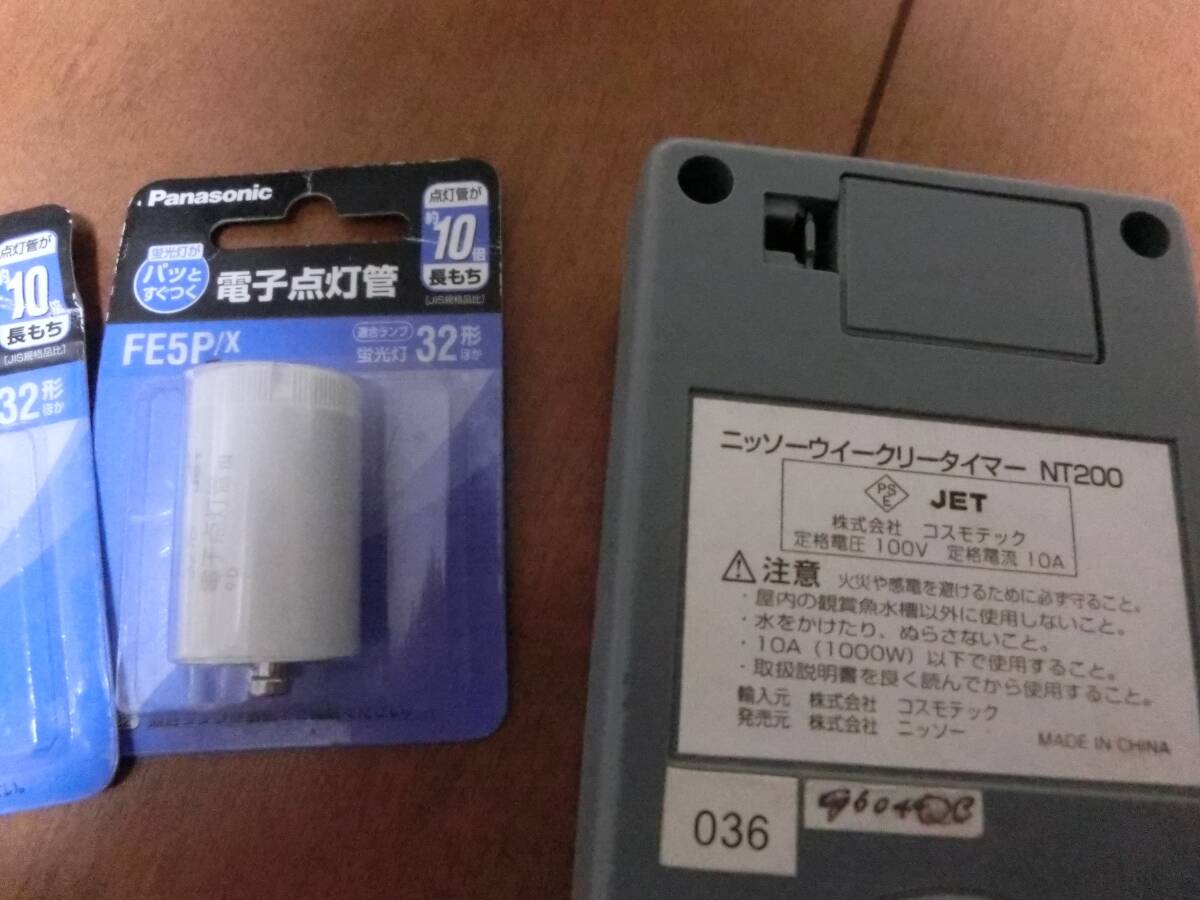 点灯管が
約10倍
長もち
[JIS規格品比]
32形
ほか
Panasonic
点灯管が
約10倍
長もち
[JIS規格品比]
蛍光灯が
パッと
すぐつく
電子点灯管
FE5P/X
適合ランプ
蛍光灯 32形
ほか
電子点灯管
ニッソーウイークリータイマー NT200
PSE JET
株式会社 コスモテック
定格電圧 100V 定格電流 10A
注意 火災や感電を避けるために必ず守ること。
・屋内の観賞魚水槽以外に使用しないこと。
・水をかけたり、ぬらさないこと。
・10A（1000W）以下で使用すること。
・取扱説明書を良く読んでから使用すること。
輸入元 株式会社 コスモテック
発売元 株式会社 ニッソー
MADE IN CHINA
036